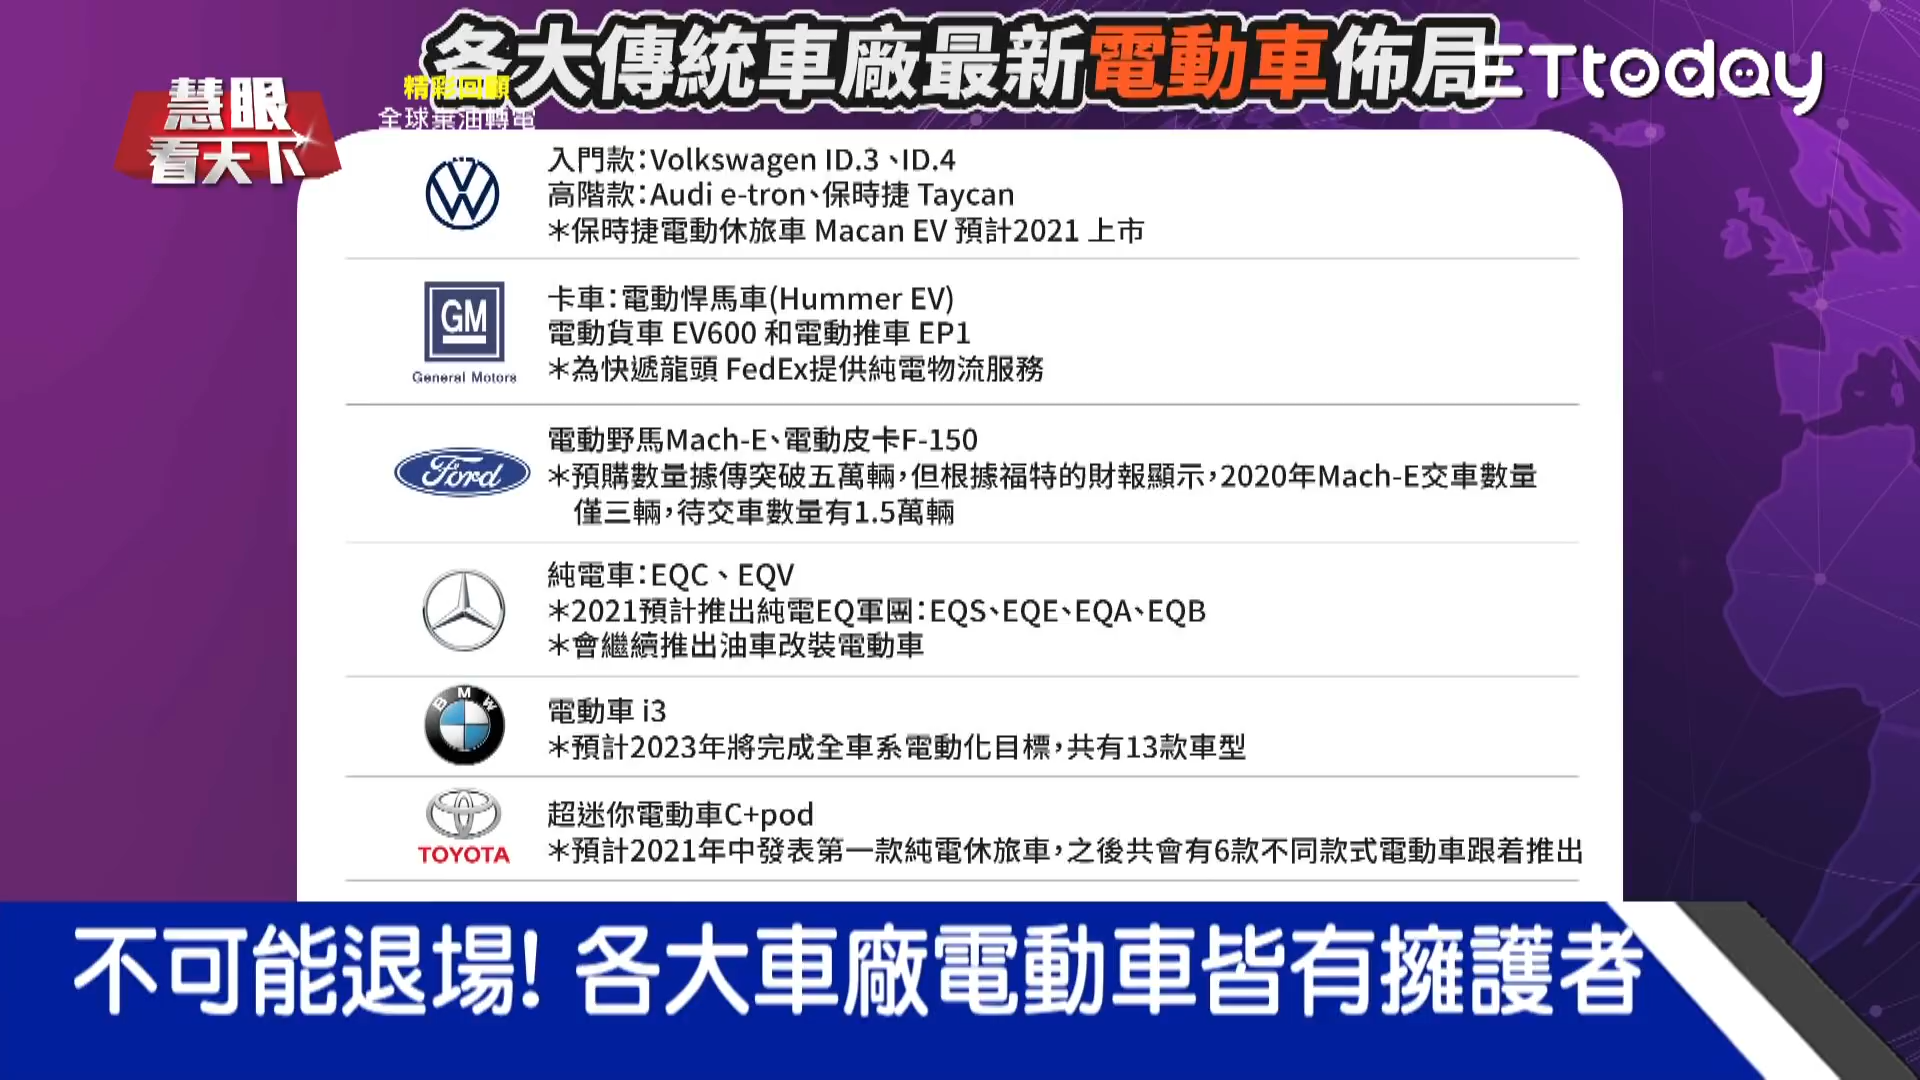 各大傳統車廠最新電動車佈局
ETtoday
慧眼
看天下
精彩回顧
全球棄油轉電
入門款：Volkswagen ID.3、ID.4
高階款：Audi e-tron、保時捷 Taycan
＊保時捷電動休旅車 Macan EV 預計2021 上市
GM
General Motors
卡車：電動悍馬車(Hummer EV)
電動貨車 EV600 和電動推車 EP1
＊為快遞龍頭 FedEx提供純電物流服務
Ford
電動野馬Mach-E、電動皮卡F-150
＊預購數量據傳突破五萬輛，但根據福特的財報顯示，2020年Mach-E交車數量
僅三輛，待交車數量有1.5萬輛
純電車：EQC、EQV
＊2021預計推出純電EQ軍團：EQS、EQE、EQA、EQB
＊會繼續推出油車改裝電動車
BMW
電動車 i3
＊預計2023年將完成全車系電動化目標，共有13款車型
TOYOTA
超迷你電動車C+pod
＊預計2021年中發表第一款純電休旅車，之後共會有6款不同款式電動車跟着推出
不可能退場！各大車廠電動車皆有擁護者